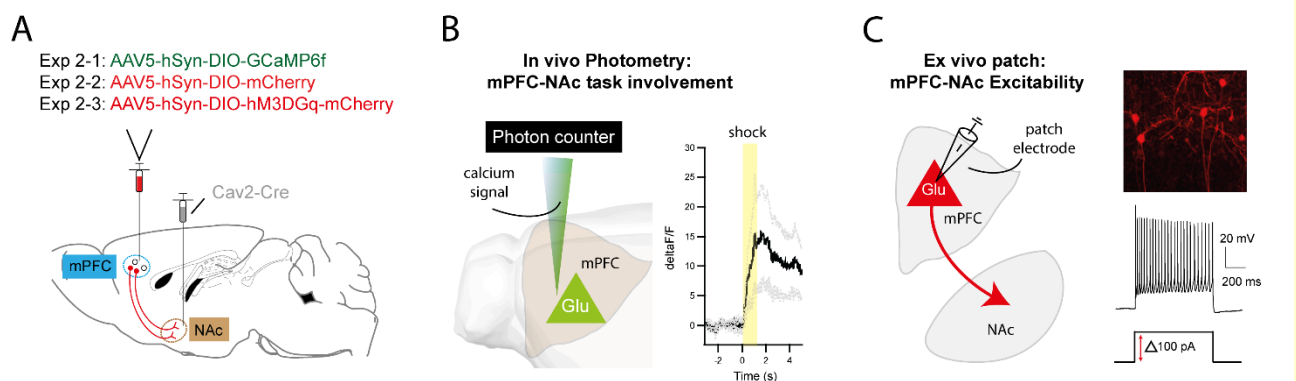 A
Exp 2-1: AAV5-hSyn-DIO-GCaMP6f
Exp 2-2: AAV5-hSyn-DIO-mCherry
Exp 2-3: AAV5-hSyn-DIO-hM3DGq-mCherry
Cav2-Cre
mPFC
NAc
B
In vivo Photometry:
mPFC-NAc task involvement
Photon counter
calcium
signal
mPFC
Glu
shock
deltaF/F
30
25
20
15
10
5
0
-2
0
2
4
Time (s)
C
Ex vivo patch:
mPFC-NAc Excitability
patch
electrode
Glu
mPFC
NAc
20 mV
200 ms
Δ100 pA